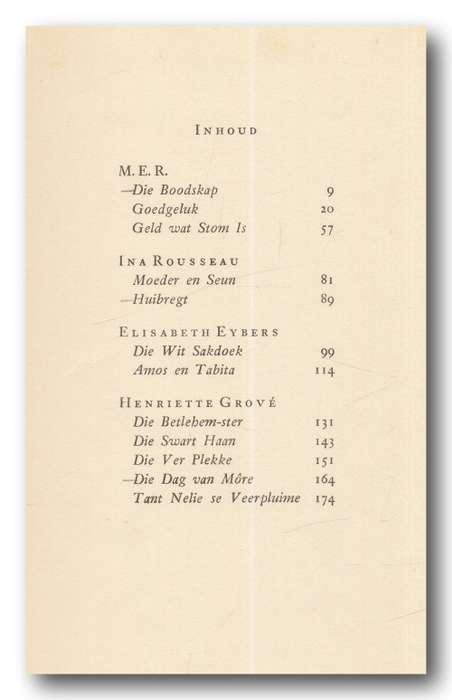 INHOUD
M.E.R.
—Die Boodskap 9
Goedgeluk 20
Geld wat Stom Is 57
INA ROUSSEAU
Moeder en Seun 81
—Huibregt 89
ELISABETH EYBERS
Die Wit Sakdoek 99
Amos en Tabita 114
HENRIETTE GROVÉ
Die Betlehem-ster 131
Die Swart Haan 143
Die Ver Plekke 151
—Die Dag van Môre 164
Tant Nelie se Veerpluime 174